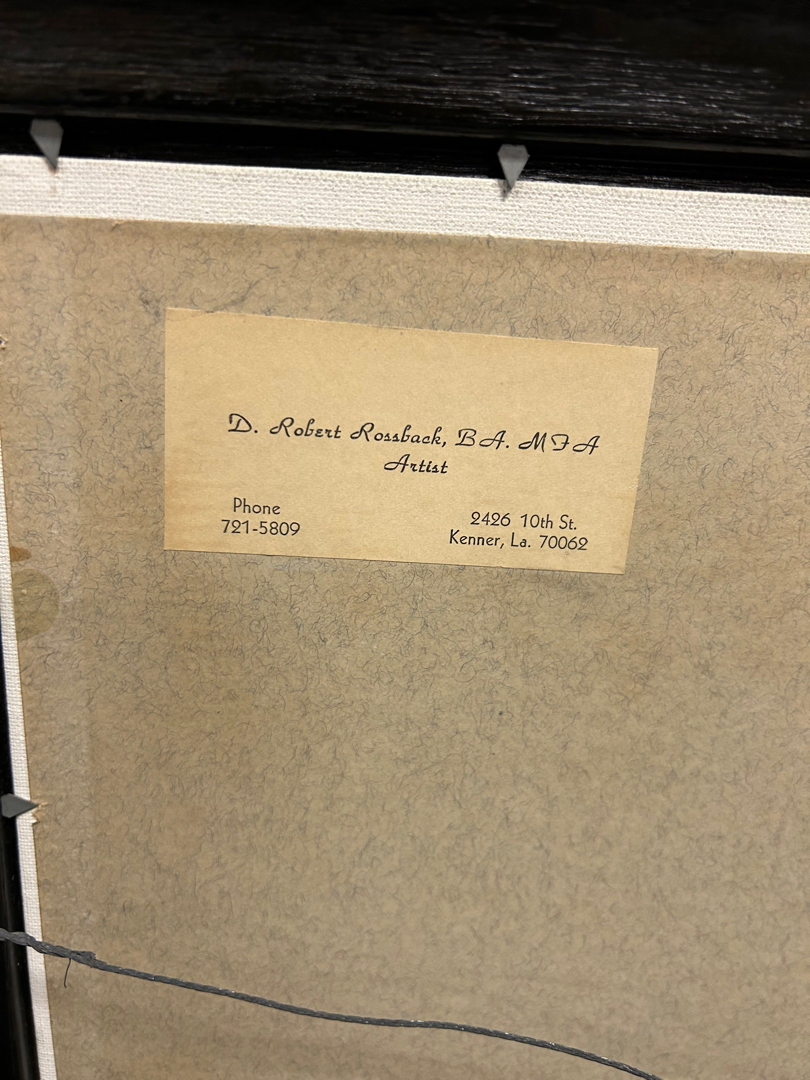 D. Robert Rossback, BA. MFA
Artist
Phone
721-5809
2426 10th St.
Kenner, La. 70062